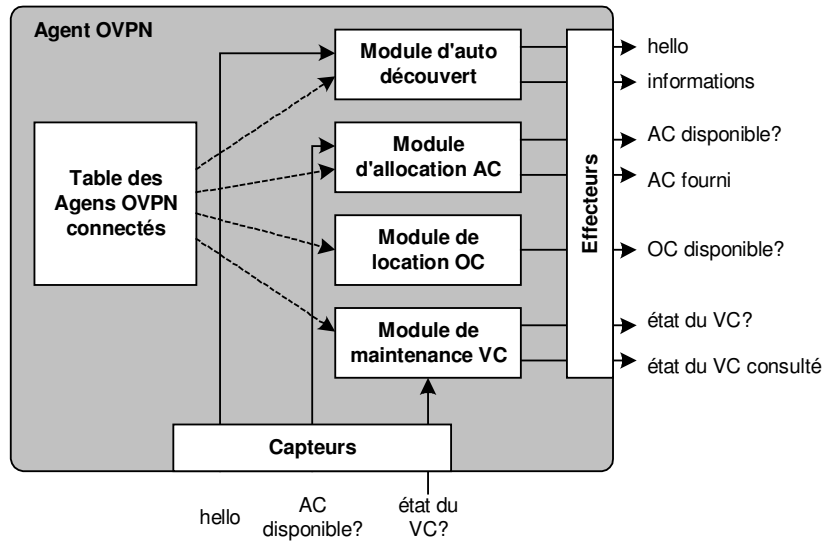 Agent OVPN
Module d'auto
découvert
hello
informations
Table des
Agens OVPN
connectés
Module
d'allocation AC
AC disponible?
AC fourni
Effecteurs
Module de
location OC
OC disponible?
Module de
maintenance VC
état du VC?
état du VC consulté
Capteurs
hello
AC
disponible?
état du
VC?